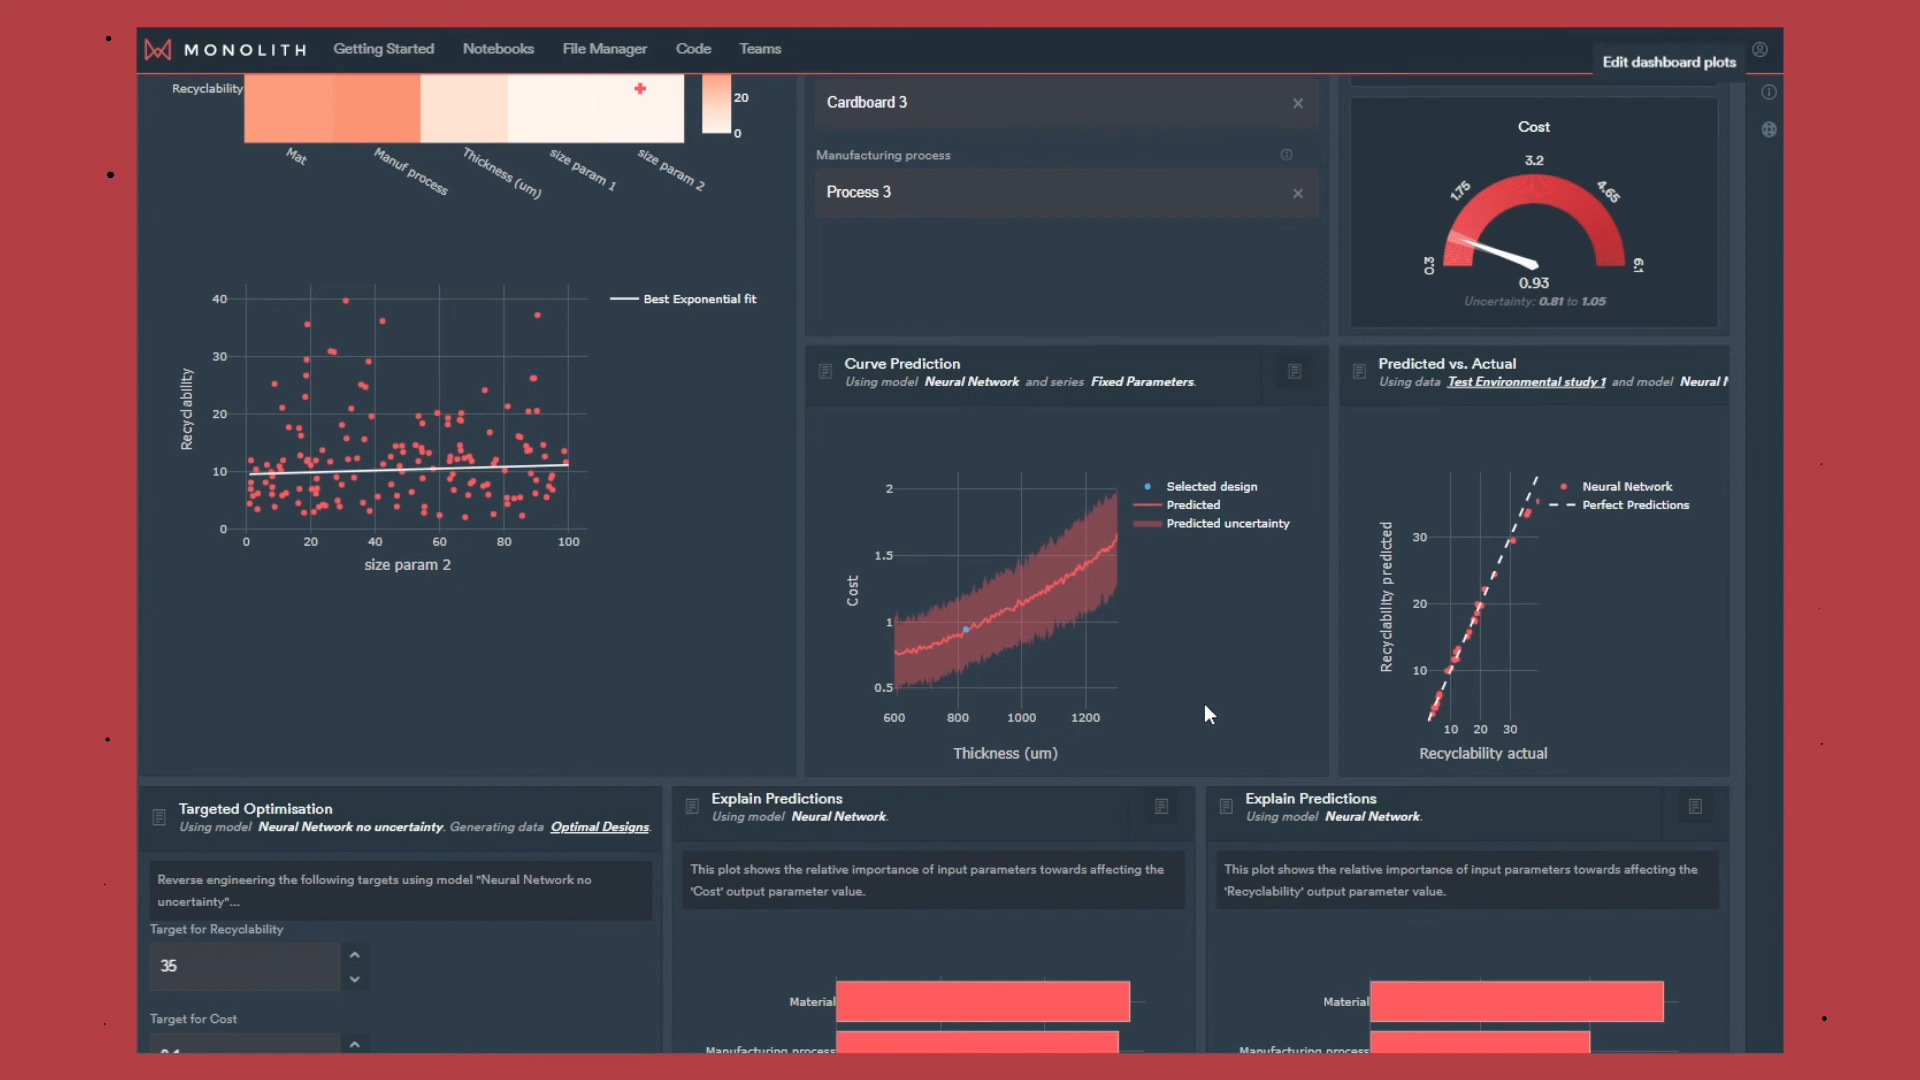 MONOLITH
Getting Started
Notebooks
File Manager
Code
Teams
Edit dashboard plots
Recyclability
20
0
Mat
Manuf process
Thickness (um)
size param 1
size param 2
Cardboard 3
Manufacturing process
Process 3
Cost
0.3
1.75
3.2
4.65
6.1
0.93
Uncertainty: 0.81 to 1.05
Recyclability
40
30
20
10
0
0
20
40
60
80
100
size param 2
Best Exponential fit
Curve Prediction
Using model Neural Network and series Fixed Parameters.
Selected design
Predicted
Predicted uncertainty
Cost
2
1.5
1
0.5
600
800
1000
1200
Thickness (um)
Predicted vs. Actual
Using data Test Environmental study 1 and model Neural
Neural Network
Perfect Predictions
Recyclability predicted
30
20
10
10
20
30
Recyclability actual
Targeted Optimisation
Using model Neural Network no uncertainty. Generating data Optimal Designs.
Reverse engineering the following targets using model "Neural Network no
uncertainty"...
Target for Recyclability
35
Target for Cost
Explain Predictions
Using model Neural Network.
This plot shows the relative importance of input parameters towards affecting the
'Cost' output parameter value.
Material
Manufacturing process
Explain Predictions
Using model Neural Network.
This plot shows the relative importance of input parameters towards affecting the
'Recyclability' output parameter value.
Material
Manufacturing process